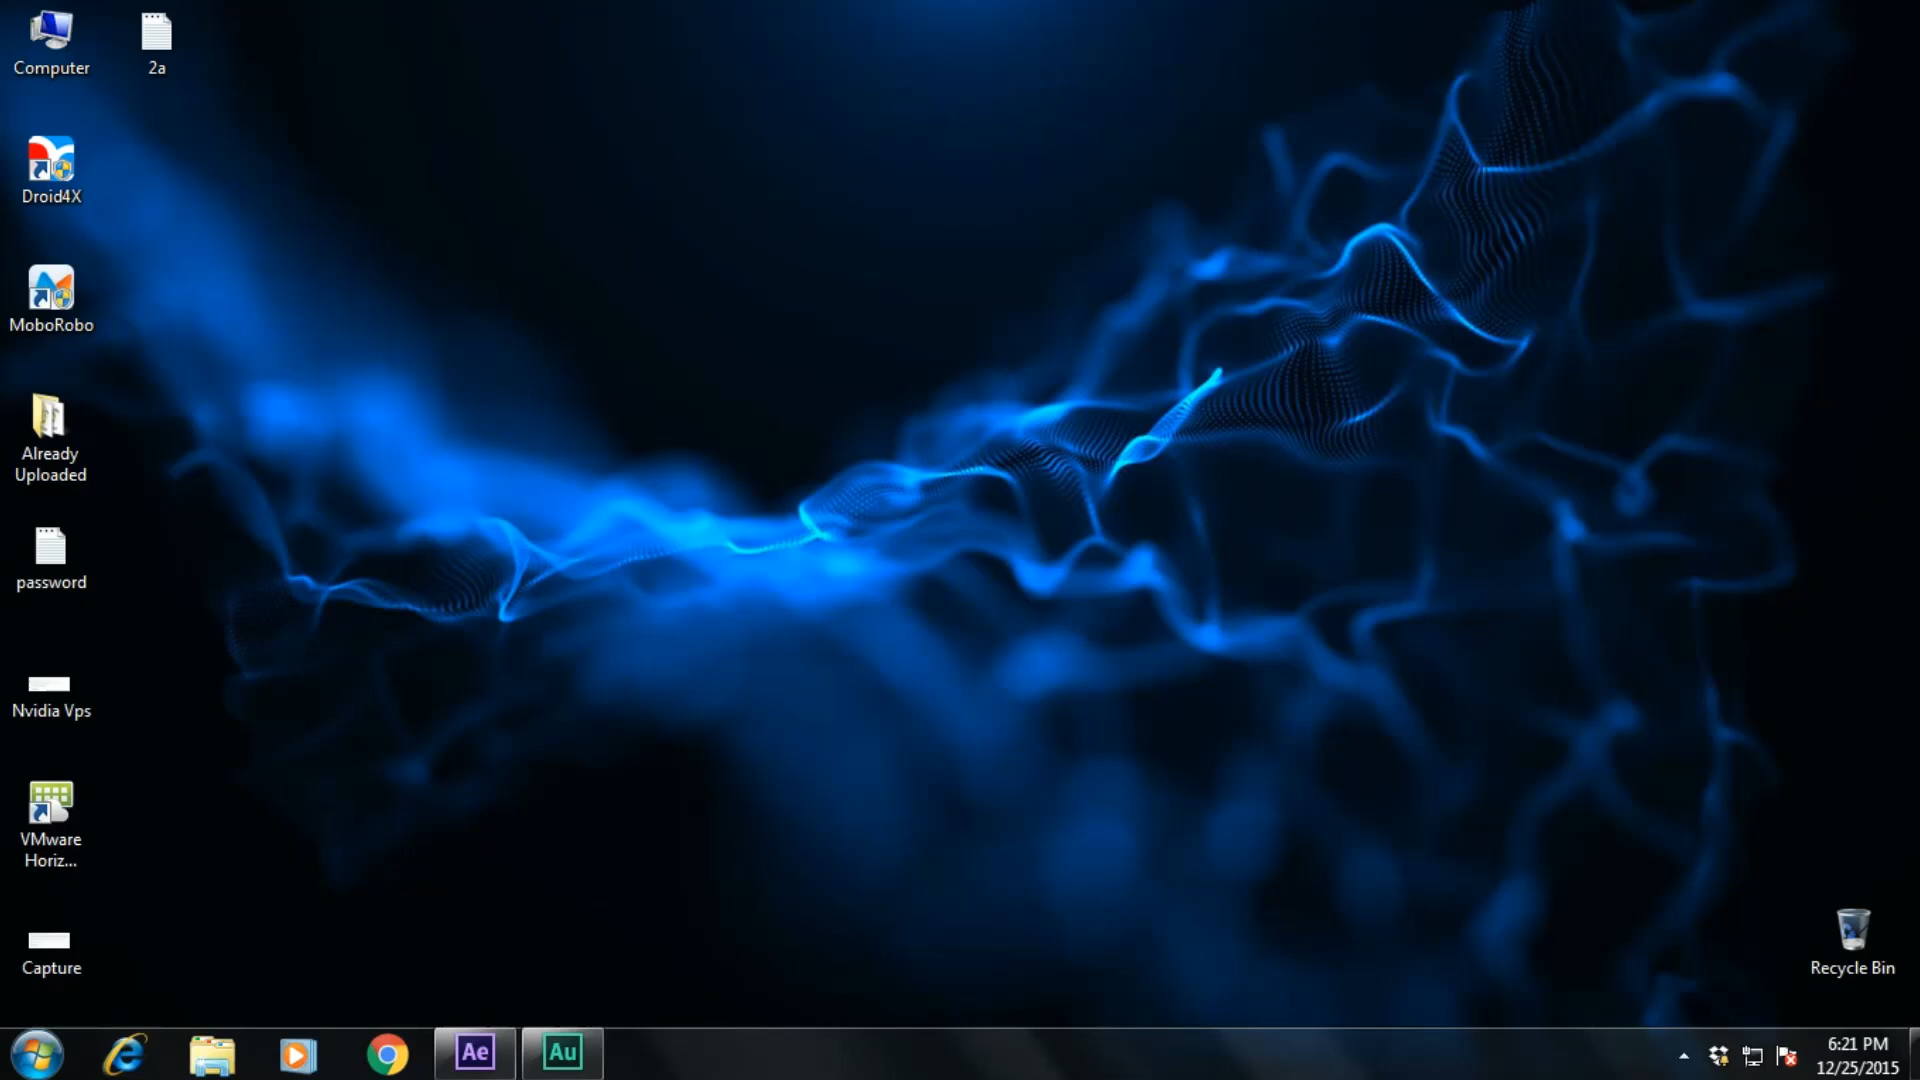 Computer
2a
Droid4X
MoboRobo
Already
Uploaded
password
Nvidia Vps
VMware
Horiz...
Capture
Recycle Bin
Ae
Au
6:21 PM
12/25/2015